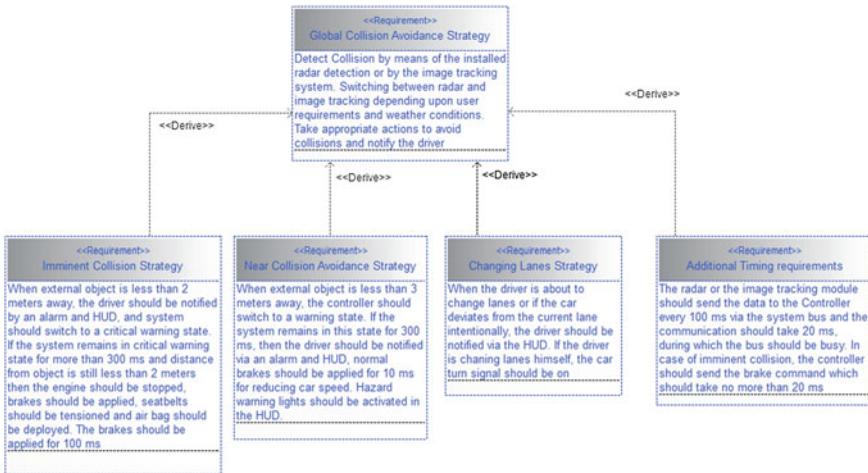 <<Requirement>>
Global Collision Avoidance Strategy
Detect Collision by means of the installed
radar detection or by the image tracking
system. Switching between radar and
image tracking depending upon user
requirements and weather conditions.
Take appropriate actions to avoid
collisions and notify the driver
<<Derive>>
<<Derive>>
<<Derive>>
<<Derive>>
<<Requirement>>
Imminent Collision Strategy
When external object is less than 2
meters away, the driver should be notified
by an alarm and HUD, and system
should switch to a critical warning state.
If the system remains in critical warning
state for more than 300 ms and distance
from object is still less than 2 meters
then the engine should be stopped,
brakes should be applied, seatbelts
should be tensioned and air bag should
be deployed. The brakes should be
applied for 100 ms
<<Requirement>>
Near Collision Avoidance Strategy
When external object is less than 3
meters away, the controller should
switch to a warning state. If the
system remains in this state for 300
ms, then the driver should be notified
via an alarm and HUD, normal
brakes should be applied for 10 ms
for reducing car speed. Hazard
warning lights should be activated in
the HUD.
<<Requirement>>
Changing Lanes Strategy
When the driver is about to
change lanes or if the car
deviates from the current lane
intentionally, the driver should be
notified via the HUD. If the driver
is chaning lanes himself, the car
turn signal should be on
<<Requirement>>
Additional Timing requirements
The radar or the image tracking module
should send the data to the Controller
every 100 ms via the system bus and the
communication should take 20 ms,
during which the bus should be busy. In
case of imminent collision, the controller
should send the brake command which
should take no more than 20 ms